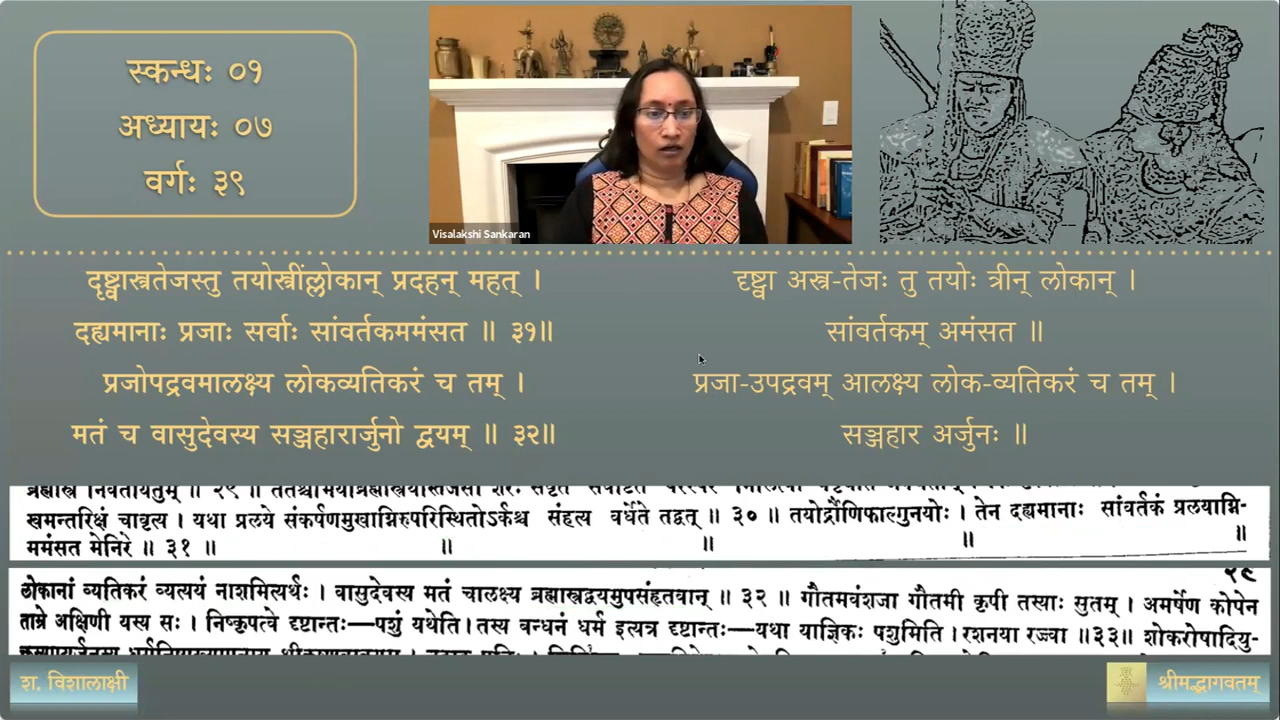 स्कन्धः ०१
अध्यायः ०७
वर्गः ३९
Visalakshi Sankaran
दृष्ट्वास्त्रतेजस्तु तयोस्त्रींल्लोकान् प्रदहन् महत् ।
दह्यमानाः प्रजाः सर्वाः सांवर्तकममंसत ॥ ३१॥
प्रजोपद्रवमालक्ष्य लोकव्यतिकरं च तम् ।
मतं च वासुदेवस्य सञ्जहारार्जुनो द्वयम् ॥ ३२॥
दृष्ट्वा अस्त्र-तेजः तु तयोः त्रीन् लोकान् ।
सांवर्तकम् अमंसत ॥
प्रजा-उपद्रवम् आलक्ष्य लोक-व्यतिकरं च तम् ।
सञ्जहार अर्जुनः ॥
खमन्तरिक्षं चावृत्य । यथा प्रलये संकर्षणमुखाग्निरुपरिस्थितोऽर्कश्च संहत्य वर्धेते तद्वत् ॥ ३० ॥ तयोर्द्रौणिफाल्गुनयोः । तेन दह्यमानाः सांवर्तकं प्रलयाग्नि-
ममंसत मेनिरे ॥ ३१ ॥ ॥ ॥ ॥ ॥
२९
लोकानां व्यतिकरं व्यत्ययं नाशमित्यर्थः । वासुदेवस्य मतं चालक्ष्य ब्रह्मास्त्रद्वयमुपसंहृतवान् ॥ ३२ ॥ गौतमवंशजा गौतमी कृपी तस्याः सुतम् । अमर्षेण कोपेन
ताम्रे अक्षिणी यस्य सः । निष्कृपत्वे दृष्टान्तः—पशुं यथेति । तस्य बन्धनं धर्म इत्यत्र दृष्टान्तः—यथा याज्ञिकः पशुमिति । रशनया रज्वा ॥३३॥ शोकरोषादियु-
श. विशालाक्षी
श्रीमद्भागवतम्